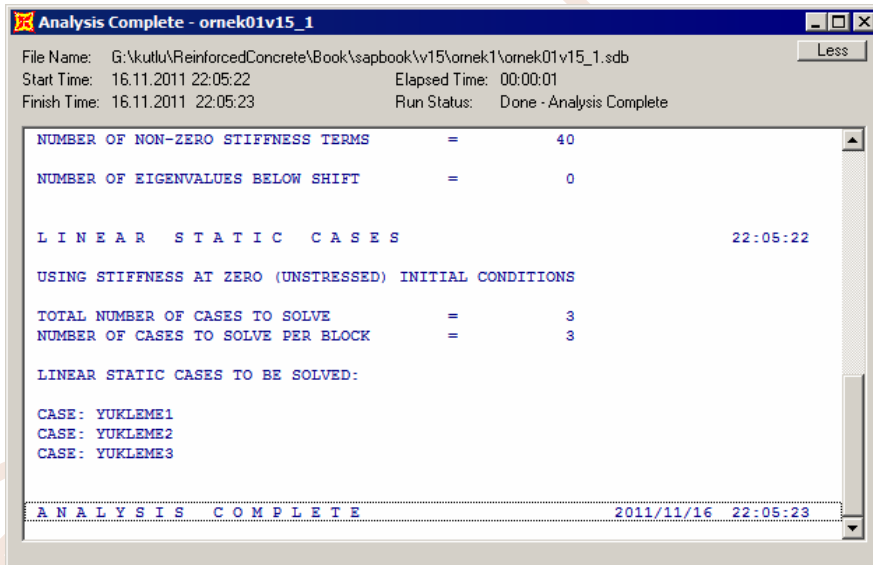 Analysis Complete - ornek01v15_1
File Name: G:\kutlu\ReinforcedConcrete\Book\sapbook\v15\ornek1\ornek01v15_1.sdb
Less
Start Time: 16.11.2011 22:05:22 Elapsed Time: 00:00:01
Finish Time: 16.11.2011 22:05:23 Run Status: Done - Analysis Complete
NUMBER OF NON-ZERO STIFFNESS TERMS = 40
NUMBER OF EIGENVALUES BELOW SHIFT = 0
L I N E A R S T A T I C C A S E S 22:05:22
USING STIFFNESS AT ZERO (UNSTRESSED) INITIAL CONDITIONS
TOTAL NUMBER OF CASES TO SOLVE = 3
NUMBER OF CASES TO SOLVE PER BLOCK = 3
LINEAR STATIC CASES TO BE SOLVED:
CASE: YUKLEME1
CASE: YUKLEME2
CASE: YUKLEME3
A N A L Y S I S C O M P L E T E 2011/11/16 22:05:23